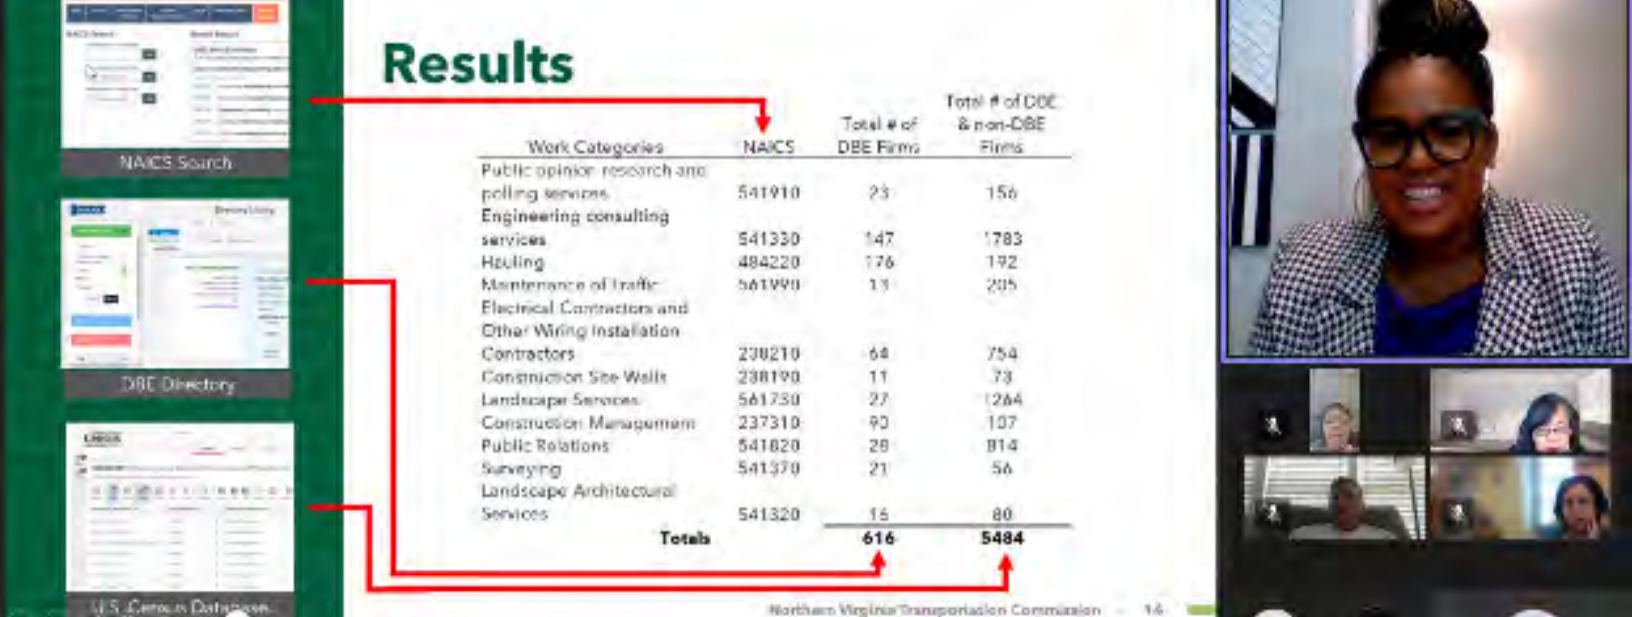 Results
NAICS Search
DBE Directory
U.S. Census Database
Total # of DBE
Total # of & non-DBE
Work Categories NAICS DBE Firms Firms
Public opinion research and
polling services 541910 23 156
Engineering consulting
services 541330 147 1783
Hauling 484220 176 192
Maintenance of Traffic 561990 13 205
Electrical Contractors and
Other Wiring Installation
Contractors 238210 64 754
Construction Site Walls 238190 11 73
Landscape Services 561730 27 1264
Construction Management 237310 90 107
Public Relations 541820 28 814
Surveying 541370 21 56
Landscape Architectural
Services 541320 16 80
Totals 616 5484
Northern Virginia Transportation Commission 14